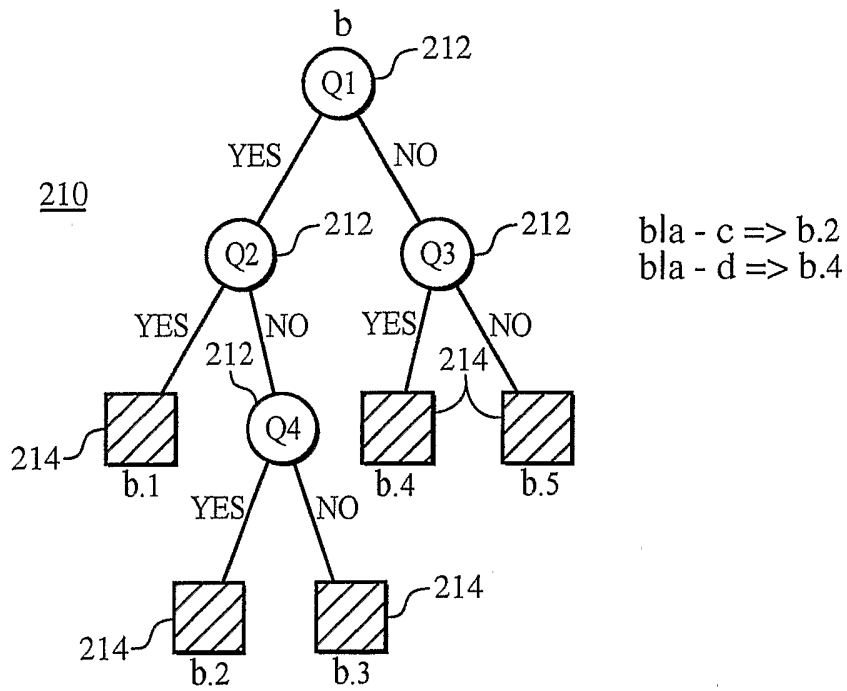 b
Q1
212
YES
NO
210
Q2
212
Q3
212
b|a - c => b.2
b|a - d => b.4
YES
NO
YES
NO
212
214
214
Q4
b.1
b.4
b.5
YES
NO
214
214
b.2
b.3